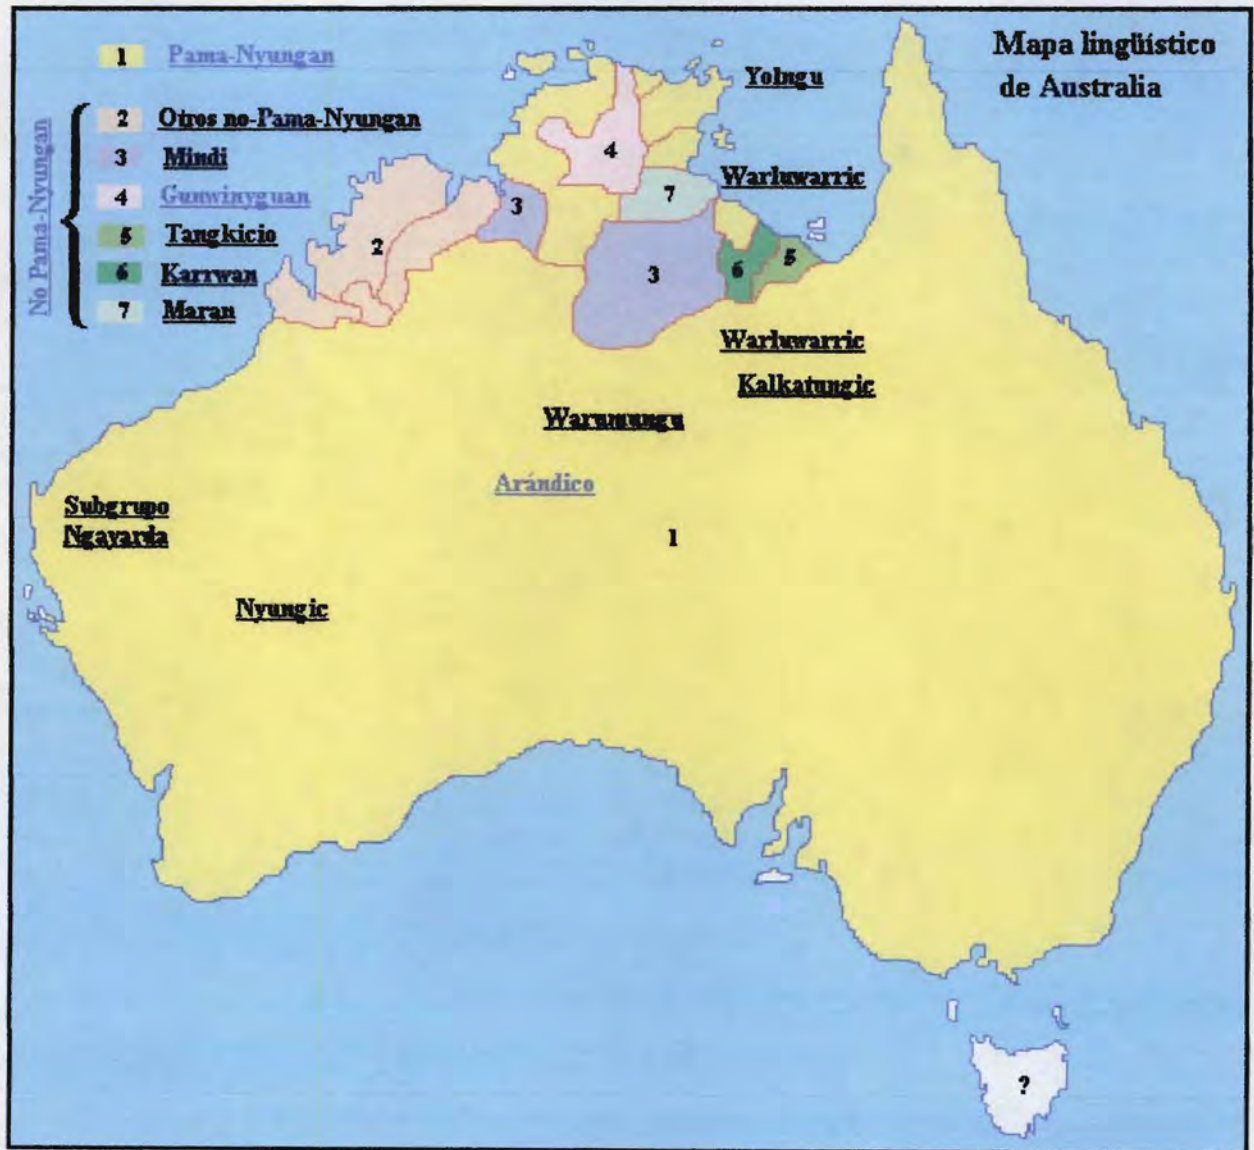 Mapa lingüístico
de Australia
1 Pama-Nyungan
No Pama-Nyungan
2 Otros no-Pama-Nyungan
3 Mindi
4 Gunwinyguan
5 Tangkicio
6 Karrwan
7 Maran
Yolngu
4
Warluwarric
7
3
2
3
6
5
Warluwarric
Kalkatungic
Warumungu
Arándico
Subgrupo
Ngayarda
1
Nyungic
?